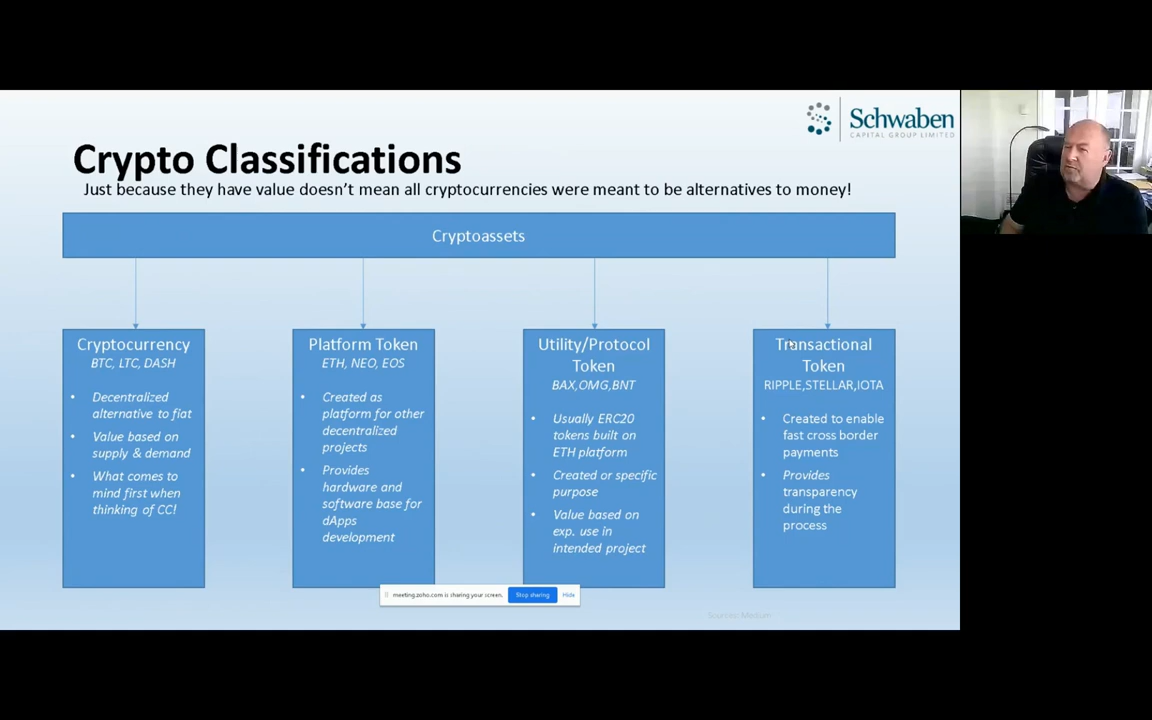 Schwaben
CAPITAL GROUP LIMITED
Crypto Classifications
Just because they have value doesn't mean all cryptocurrencies were meant to be alternatives to money!
Cryptoassets
Cryptocurrency
BTC, LTC, DASH
• Decentralized
alternative to fiat
• Value based on
supply & demand
• What comes to
mind first when
thinking of CC!
Platform Token
ETH, NEO, EOS
• Created as
platform for other
decentralized
projects
• Provides
hardware and
software base for
dApps
development
Utility/Protocol
Token
BAX,OMG,BNT
• Usually ERC20
tokens built on
ETH platform
• Created or specific
purpose
• Value based on
exp. use in
intended project
Transactional
Token
RIPPLE,STELLAR,IOTA
• Created to enable
fast cross border
payments
• Provides
transparency
during the
process
meeting.zoho.com is sharing your screen.
Stop sharing
Hide
Sources: Medium